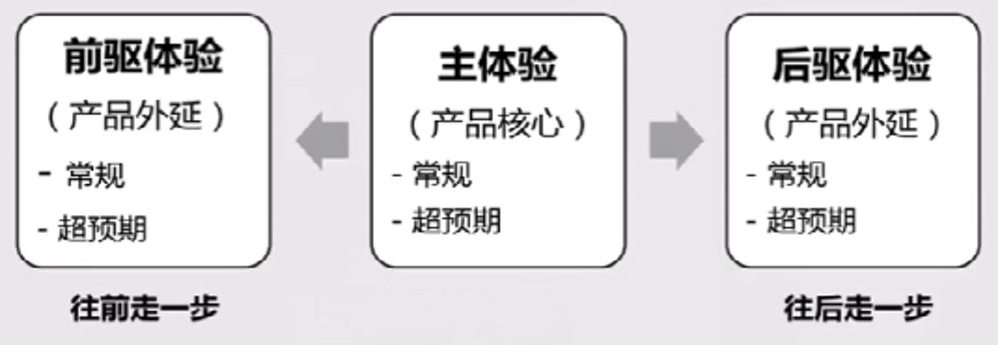 前驱体验
（产品外延）
- 常规
- 超预期
往前走一步
主体验
（产品核心）
- 常规
- 超预期
后驱体验
（产品外延）
- 常规
- 超预期
往后走一步